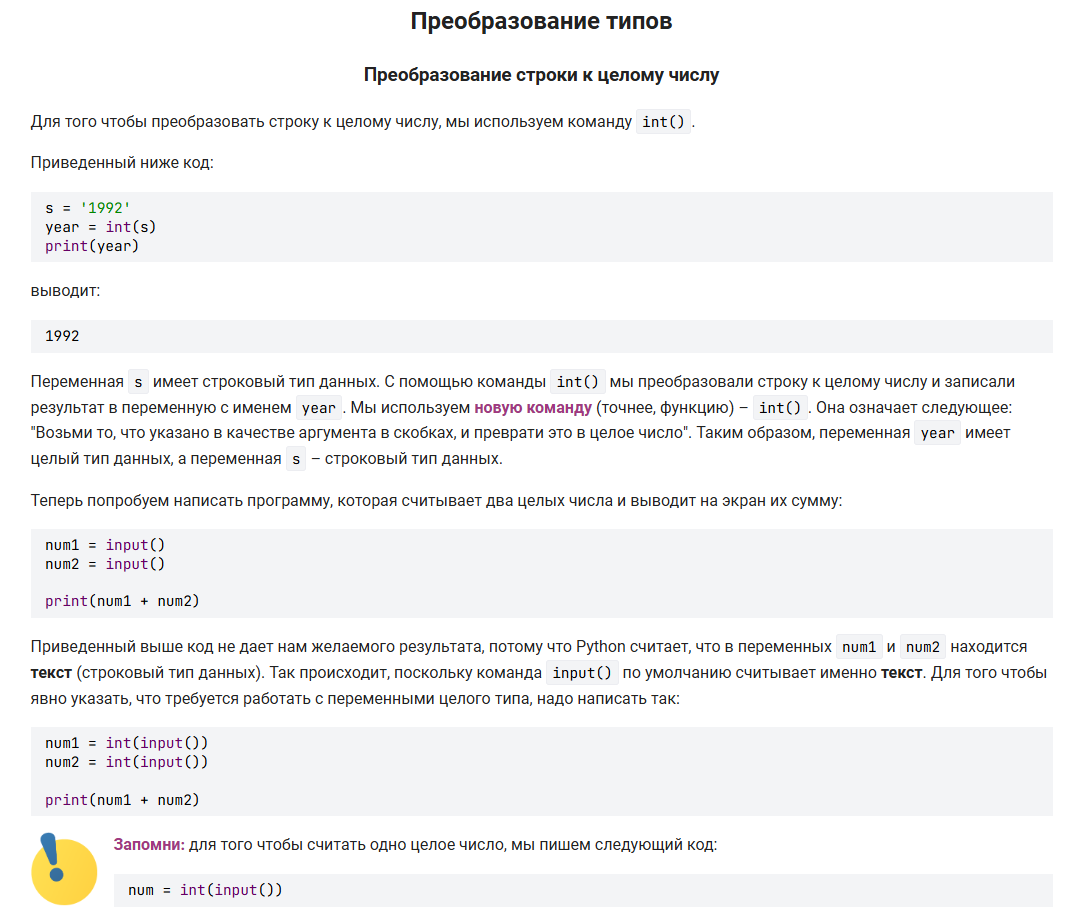 Преобразование типов
Преобразование строки к целому числу
Для того чтобы преобразовать строку к целому числу, мы используем команду int().
Приведенный ниже код:
s = '1992'
year = int(s)
print(year)
выводит:
1992
Переменная s имеет строковый тип данных. С помощью команды int() мы преобразовали строку к целому числу и записали
результат в переменную с именем year. Мы используем новую команду (точнее, функцию) – int(). Она означает следующее:
"Возьми то, что указано в качестве аргумента в скобках, и преврати это в целое число". Таким образом, переменная year имеет
целый тип данных, а переменная s – строковый тип данных.
Теперь попробуем написать программу, которая считывает два целых числа и выводит на экран их сумму:
num1 = input()
num2 = input()
print(num1 + num2)
Приведенный выше код не дает нам желаемого результата, потому что Python считает, что в переменных num1 и num2 находится
текст (строковый тип данных). Так происходит, поскольку команда input() по умолчанию считывает именно текст. Для того чтобы
явно указать, что требуется работать с переменными целого типа, надо написать так:
num1 = int(input())
num2 = int(input())
print(num1 + num2)
Запомни: для того чтобы считать одно целое число, мы пишем следующий код:
num = int(input())